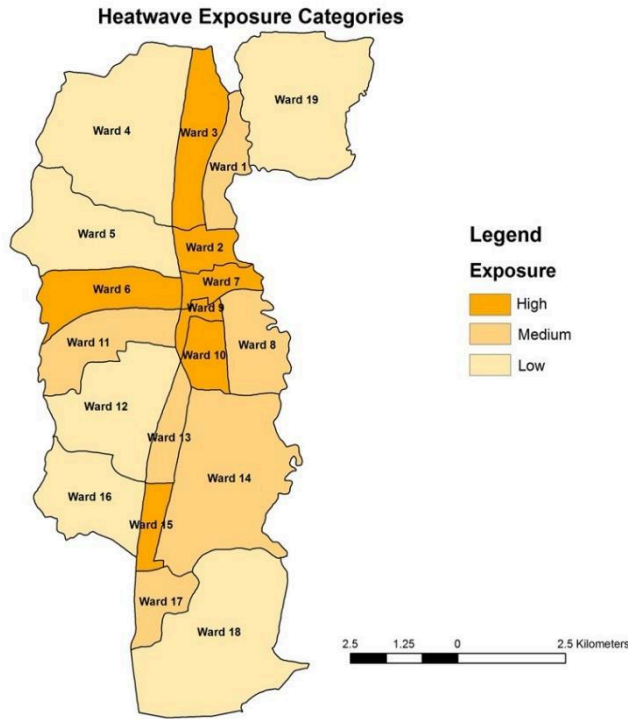 Heatwave Exposure Categories
Ward 19
Ward 4
Ward 3
Ward 1
Ward 5
Ward 2
Legend
Exposure
High
Medium
Low
Ward 7
Ward 6
Ward 9
Ward 11
Ward 8
Ward 10
Ward 12
Ward 13
Ward 14
Ward 16
Ward 15
Ward 17
Ward 18
2.5 1.25 0 2.5 Kilometers